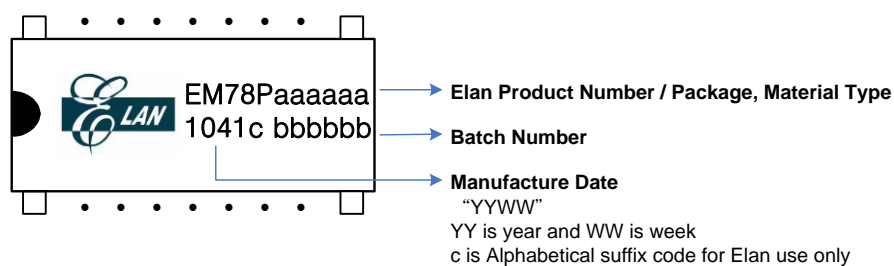 ELAN
EM78Paaaaaa
1041c bbbbbb
Elan Product Number / Package, Material Type
Batch Number
Manufacture Date
“YYWW”
YY is year and WW is week
c is Alphabetical suffix code for Elan use only